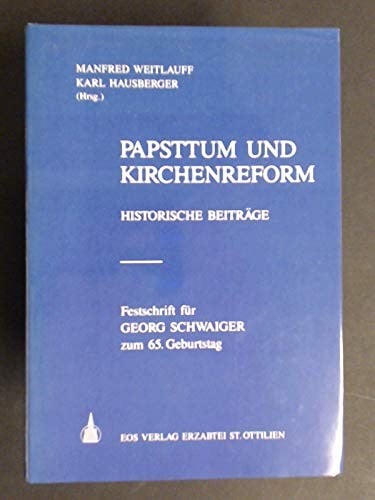 MANFRED WEITLAUFF
KARL HAUSBERGER
(Hrsg.)
PAPSTTUM UND
KIRCHENREFORM
HISTORISCHE BEITRÄGE
Festschrift für
GEORG SCHWAIGER
zum 65. Geburtstag
EOS VERLAG ERZABTEI ST. OTTILIEN